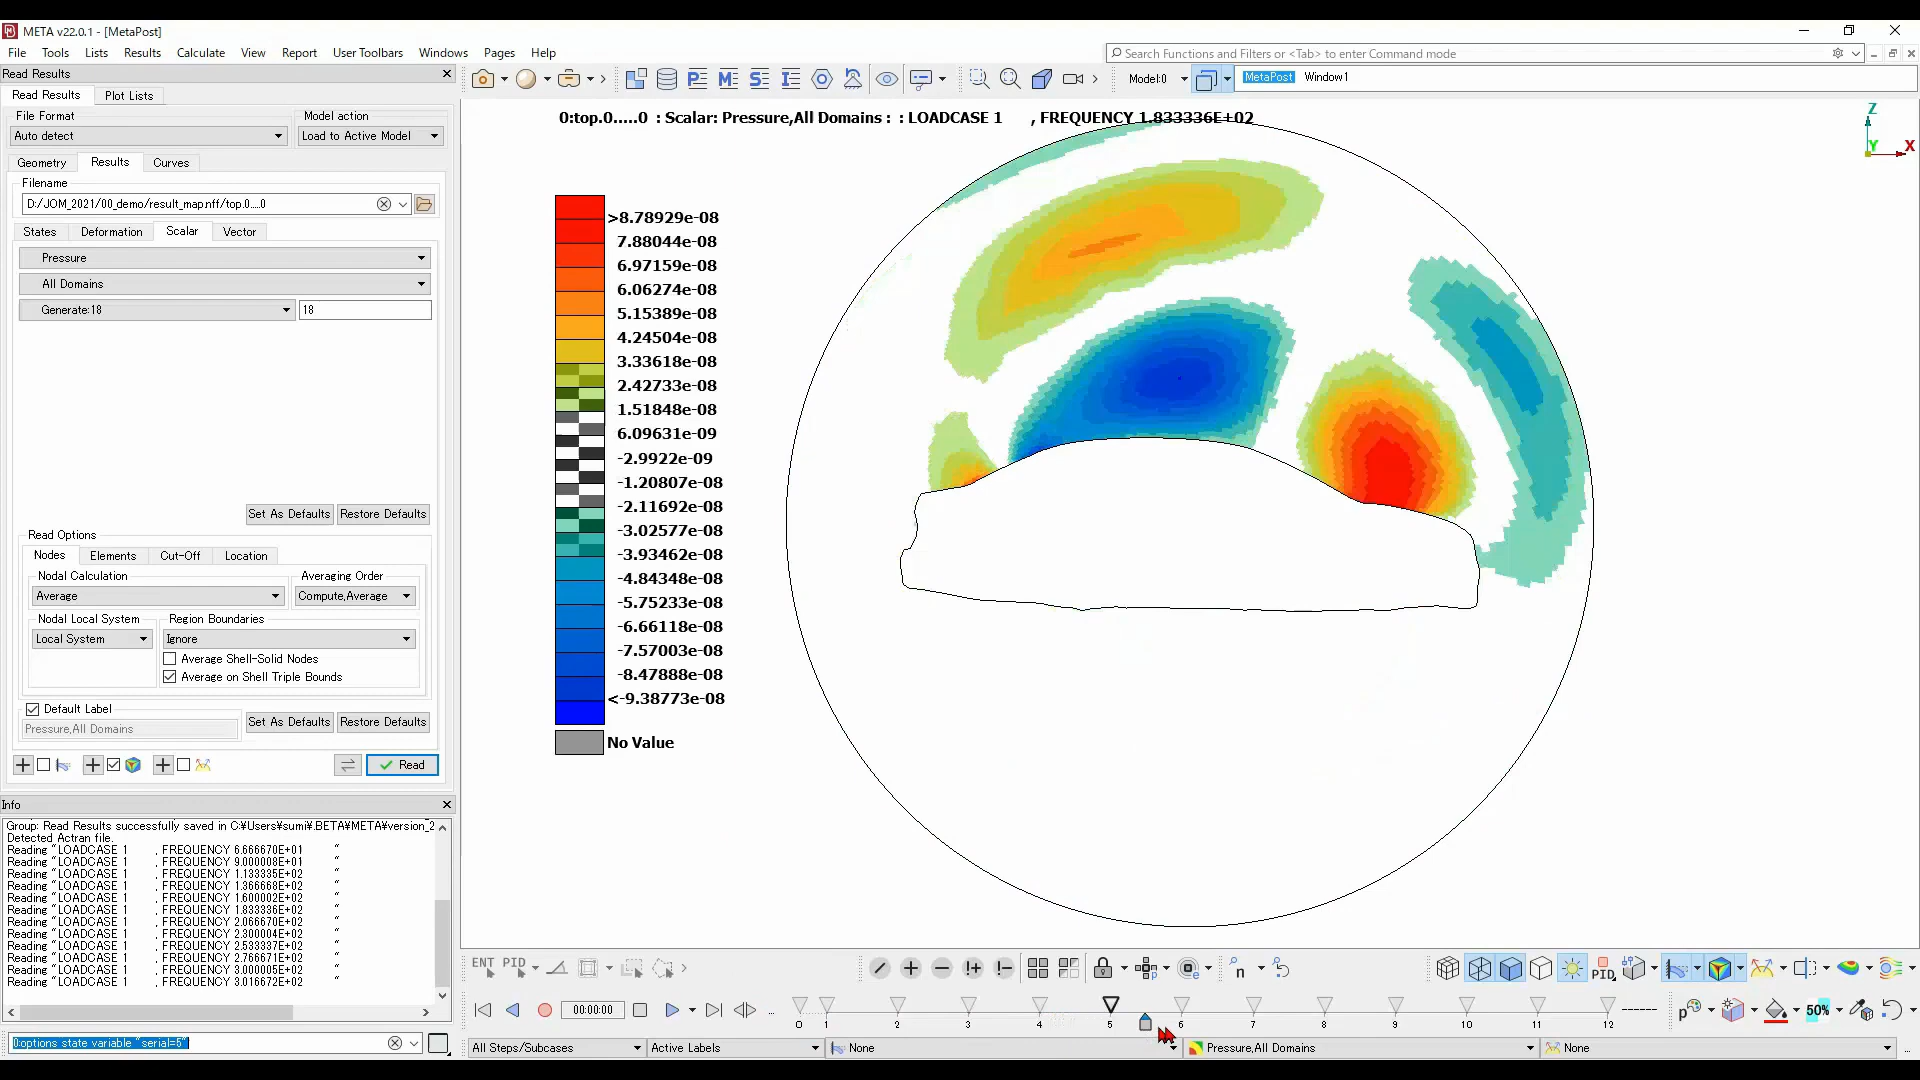 META v22.0.1 - [MetaPost]
File Tools Lists Results Calculate View Report User Toolbars Windows Pages Help
Search Functions and Filters or <Tab> to enter Command mode
Read Results
Read Results Plot Lists
File Format Model action
Auto detect Load to Active Model
Geometry Results Curves
Filename
D:/JOM_2021/00_demo/result_map.nff/top.0.....0
States Deformation Scalar Vector
Pressure
All Domains
Generate:18 18
Set As Defaults Restore Defaults
Read Options
Nodes Elements Cut-Off Location
Nodal Calculation Averaging Order
Average Compute,Average
Nodal Local System Region Boundaries
Local System Ignore
Average Shell-Solid Nodes
Average on Shell Triple Bounds
Default Label
Pressure,All Domains
Set As Defaults Restore Defaults
Read
Info
Group: Read Results successfully saved in C:¥Users¥sumi¥.BETA¥META¥version_2
Detected Actran file.
Reading "LOADCASE 1 , FREQUENCY 6.666670E+01 "
Reading "LOADCASE 1 , FREQUENCY 9.000008E+01 "
Reading "LOADCASE 1 , FREQUENCY 1.133335E+02 "
Reading "LOADCASE 1 , FREQUENCY 1.366668E+02 "
Reading "LOADCASE 1 , FREQUENCY 1.600002E+02 "
Reading "LOADCASE 1 , FREQUENCY 1.833336E+02 "
Reading "LOADCASE 1 , FREQUENCY 2.066670E+02 "
Reading "LOADCASE 1 , FREQUENCY 2.300004E+02 "
Reading "LOADCASE 1 , FREQUENCY 2.533337E+02 "
Reading "LOADCASE 1 , FREQUENCY 2.766671E+02 "
Reading "LOADCASE 1 , FREQUENCY 3.000005E+02 "
Reading "LOADCASE 1 , FREQUENCY 3.016672E+02 "
0:options state variable "serial=5"
Model:0 MetaPost Window1
0:top.0.....0 : Scalar: Pressure,All Domains : : LOADCASE 1 , FREQUENCY 1.833336E+02
Z
Y
X
>8.78929e-08
7.88044e-08
6.97159e-08
6.06274e-08
5.15389e-08
4.24504e-08
3.33618e-08
2.42733e-08
1.51848e-08
6.09631e-09
-2.9922e-09
-1.20807e-08
-2.11692e-08
-3.02577e-08
-3.93462e-08
-4.84348e-08
-5.75233e-08
-6.66118e-08
-7.57003e-08
-8.47888e-08
<-9.38773e-08
No Value
ENT PID PID
00:00:00 50%
0 1 2 3 4 5 6 7 8 9 10 11 12
All Steps/Subcases Active Labels None Pressure,All Domains None